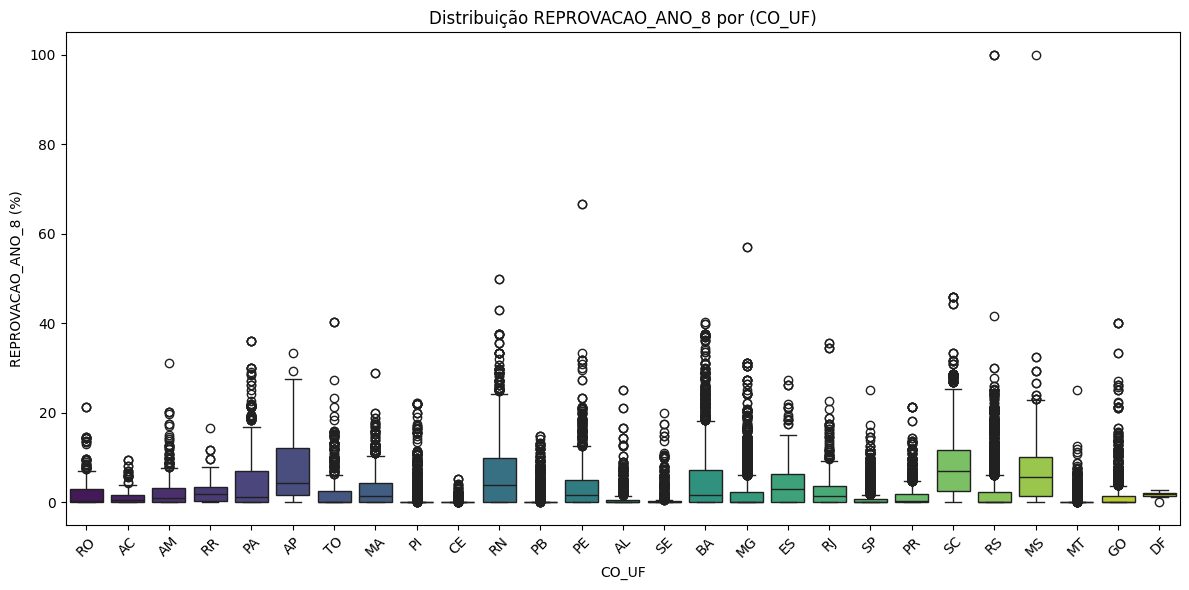 Distribuição REPROVACAO_ANO_8 por (CO_UF)
REPROVACAO_ANO_8 (%)
100
80
60
40
20
0
RO AC AM RR PA AP TO MA PI CE RN PB PE AL SE BA MG ES RJ SP PR SC RS MS MT GO DF
CO_UF